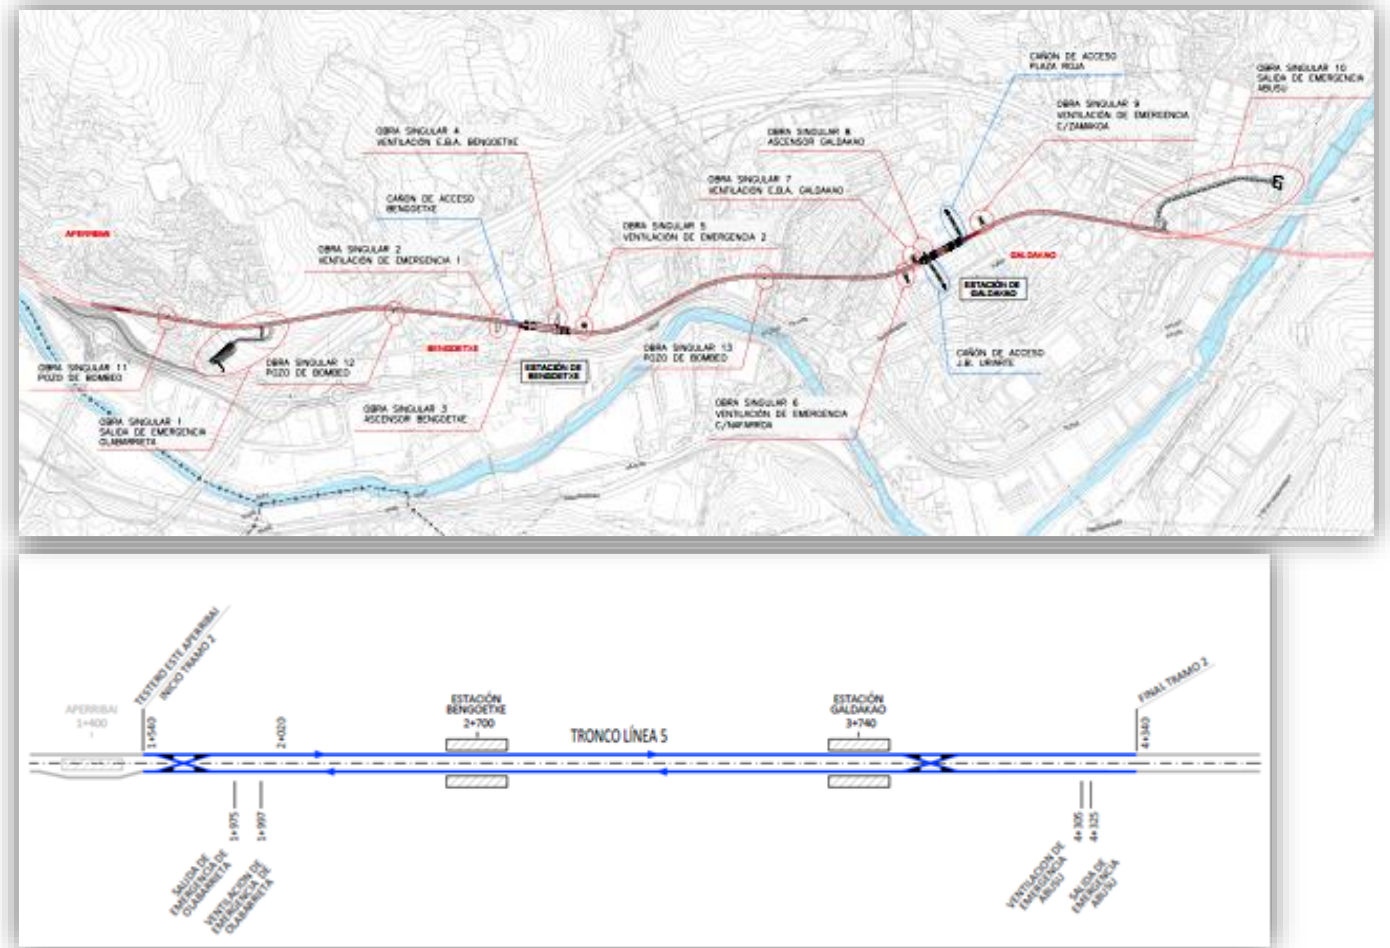 CAÑON DE ACCESO
PLAZA ROJA
OBRA SINGULAR 10
SALIDA DE EMERGENCIA
ABUSU
OBRA SINGULAR 9
VENTILACIÓN DE EMERGENCIA
C/ZAMAKOA
OBRA SINGULAR 4
VENTILACIÓN E.B.A. BENGOETXE
OBRA SINGULAR 8
ASCENSOR GALDAKAO
OBRA SINGULAR 7
VENTILACIÓN E.B.A. GALDAKAO
CAÑON DE ACCESO
BENGOETXE
OBRA SINGULAR 5
VENTILACIÓN DE EMERGENCIA 2
APERRIBAI
OBRA SINGULAR 2
VENTILACIÓN DE EMERGENCIA 1
GALDAKAO
ESTACIÓN DE
GALDAKAO
BENGOETXE
OBRA SINGULAR 13
POZO DE BOMBEO
CAÑON DE ACCESO
J.B. URIARTE
OBRA SINGULAR 11
POZO DE BOMBEO
OBRA SINGULAR 12
POZO DE BOMBEO
ESTACIÓN DE
BENGOETXE
OBRA SINGULAR 3
ASCENSOR BENGOETXE
OBRA SINGULAR 6
VENTILACIÓN DE EMERGENCIA
OBRA SINGULAR 1
SALIDA DE EMERGENCIA
OLABARRIETA
TESTERO ESTE APERRIBAI
INICIO TRAMO 2
APERRIBAI
1+400
1+540
2+020
ESTACIÓN
BENGOETXE
2+700
TRONCO LÍNEA 5
ESTACIÓN
GALDAKAO
3+740
FINAL TRAMO 2
4+340
1+975
1+997
4+305
4+325
SALIDA DE
EMERGENCIA DE
OLABARRIETA
VENTILACIÓN DE
EMERGENCIA DE
OLABARRIETA
VENTILACION DE
EMERGENCIA
ABUSU
SALIDA DE
EMERGENCIA
ABUSU